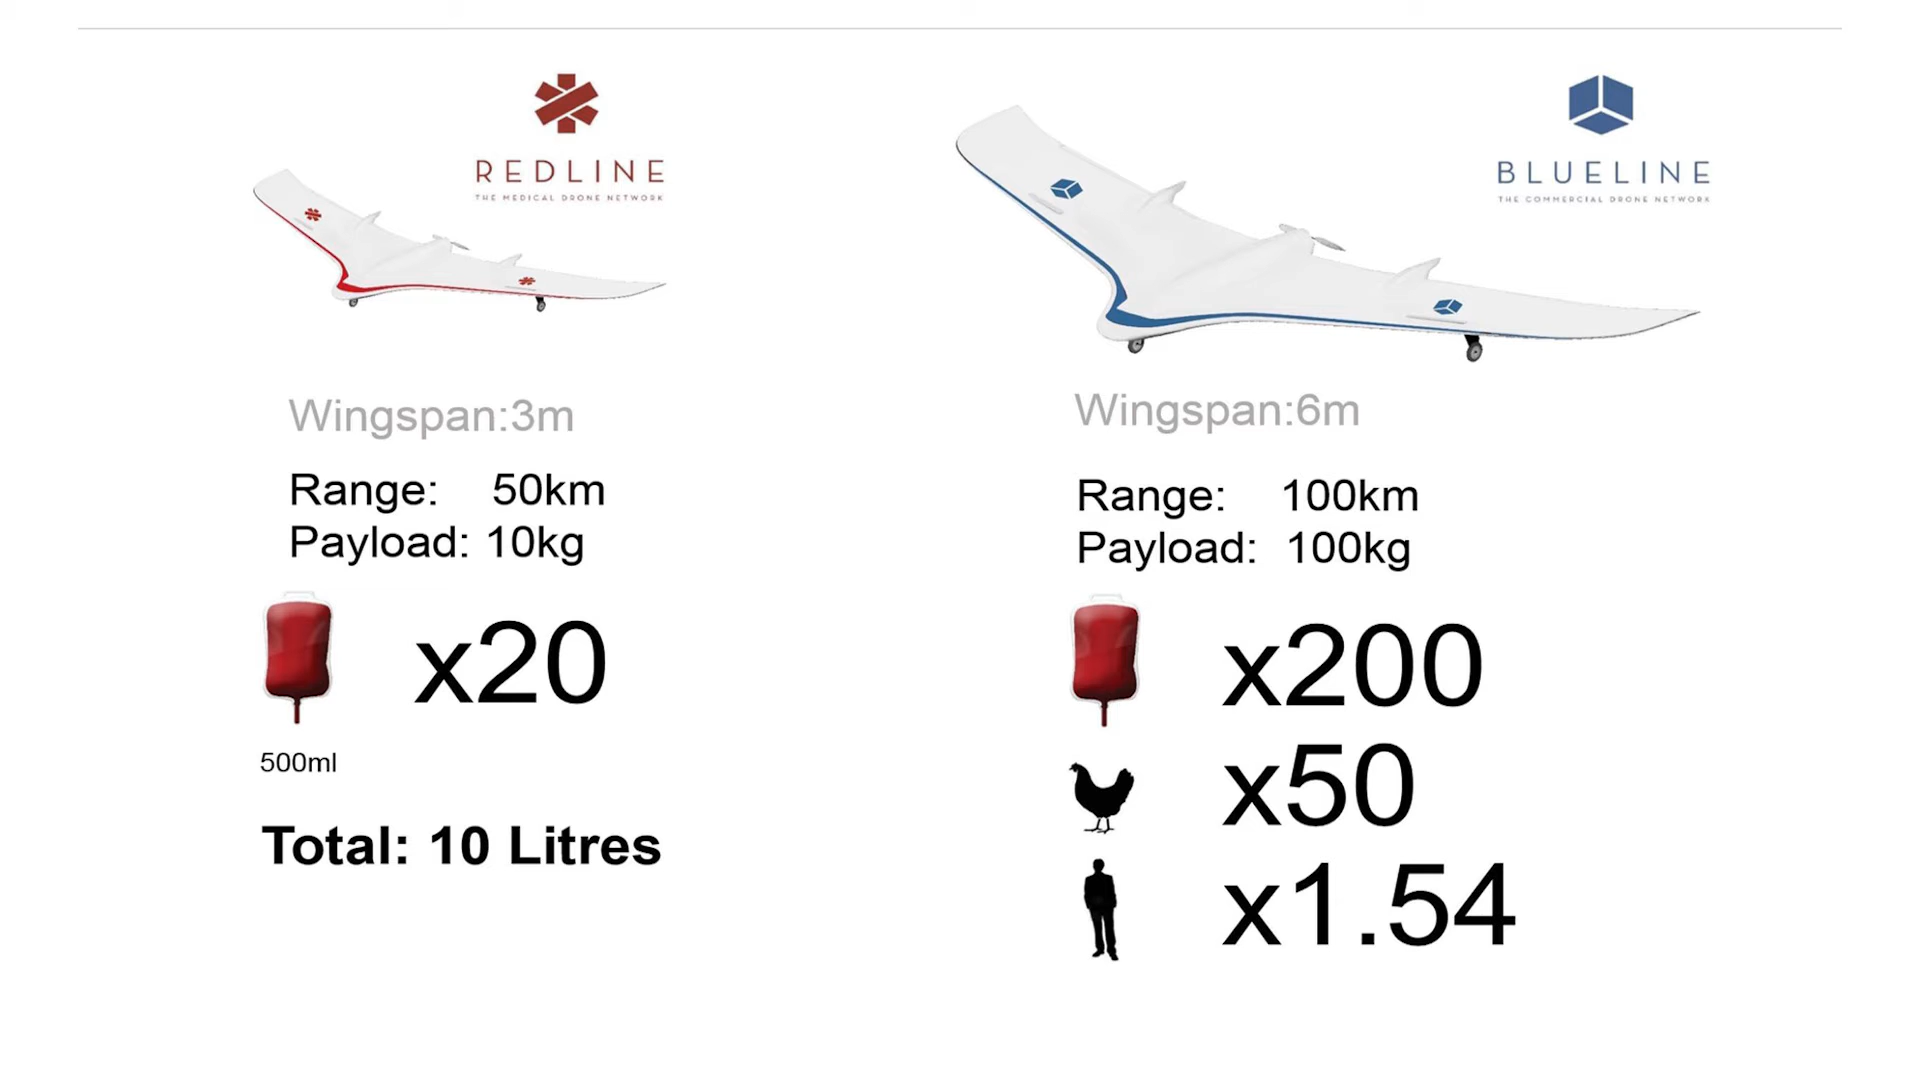 REDLINE
THE MEDICAL DRONE NETWORK
Wingspan:3m
Range: 50km
Payload: 10kg
x20
500ml
Total: 10 Litres
BLUELINE
THE COMMERCIAL DRONE NETWORK
Wingspan:6m
Range: 100km
Payload: 100kg
x200
x50
x1.54